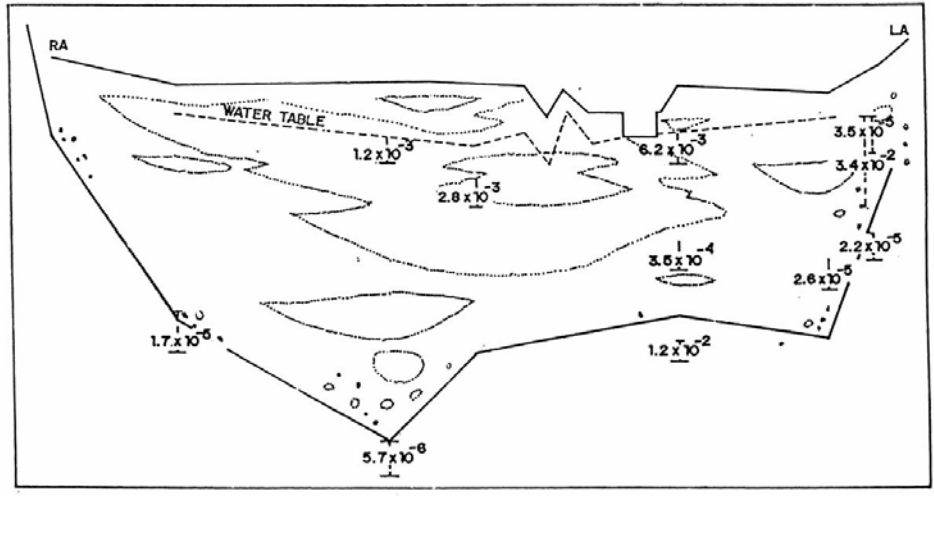 RA
LA
WATER TABLE
3.5 x 10⁻⁵
1.2 x 10⁻³
6.2 x 10⁻³
3.4 x 10⁻²
2.8 x 10⁻³
2.2 x 10⁻⁵
3.5 x 10⁻⁴
2.6 x 10⁻⁵
1.7 x 10⁻⁵
1.2 x 10⁻²
5.7 x 10⁻⁶